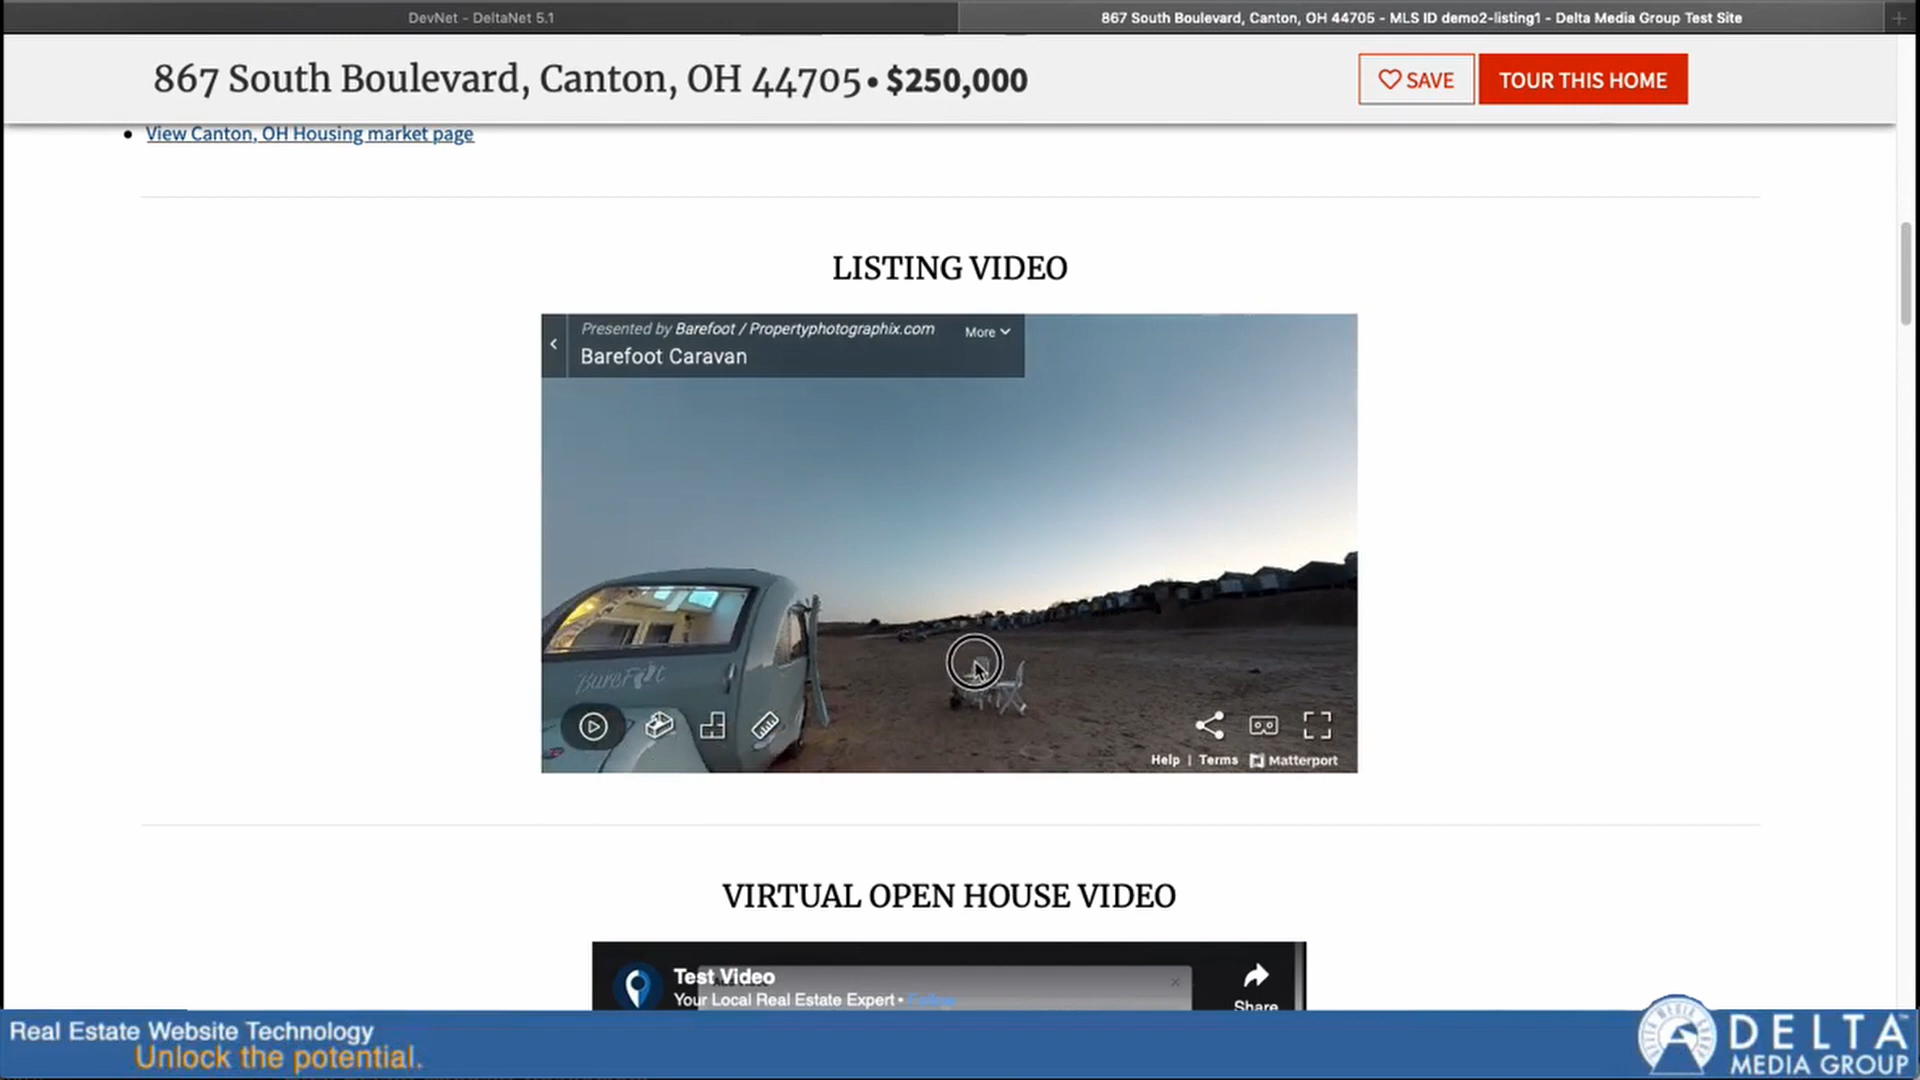 DevNet - DeltaNet 5.1
867 South Boulevard, Canton, OH 44705 - MLS ID demo2-listing1 - Delta Media Group Test Site
867 South Boulevard, Canton, OH 44705 • $250,000
SAVE
TOUR THIS HOME
View Canton, OH Housing market page
LISTING VIDEO
Presented by Barefoot / Propertyphotographix.com
More
Barefoot Caravan
Barefoot
Help | Terms
Matterport
VIRTUAL OPEN HOUSE VIDEO
Test Video
Your Local Real Estate Expert • Follow
Share
Real Estate Website Technology
Unlock the potential.
DELTA
MEDIA GROUP